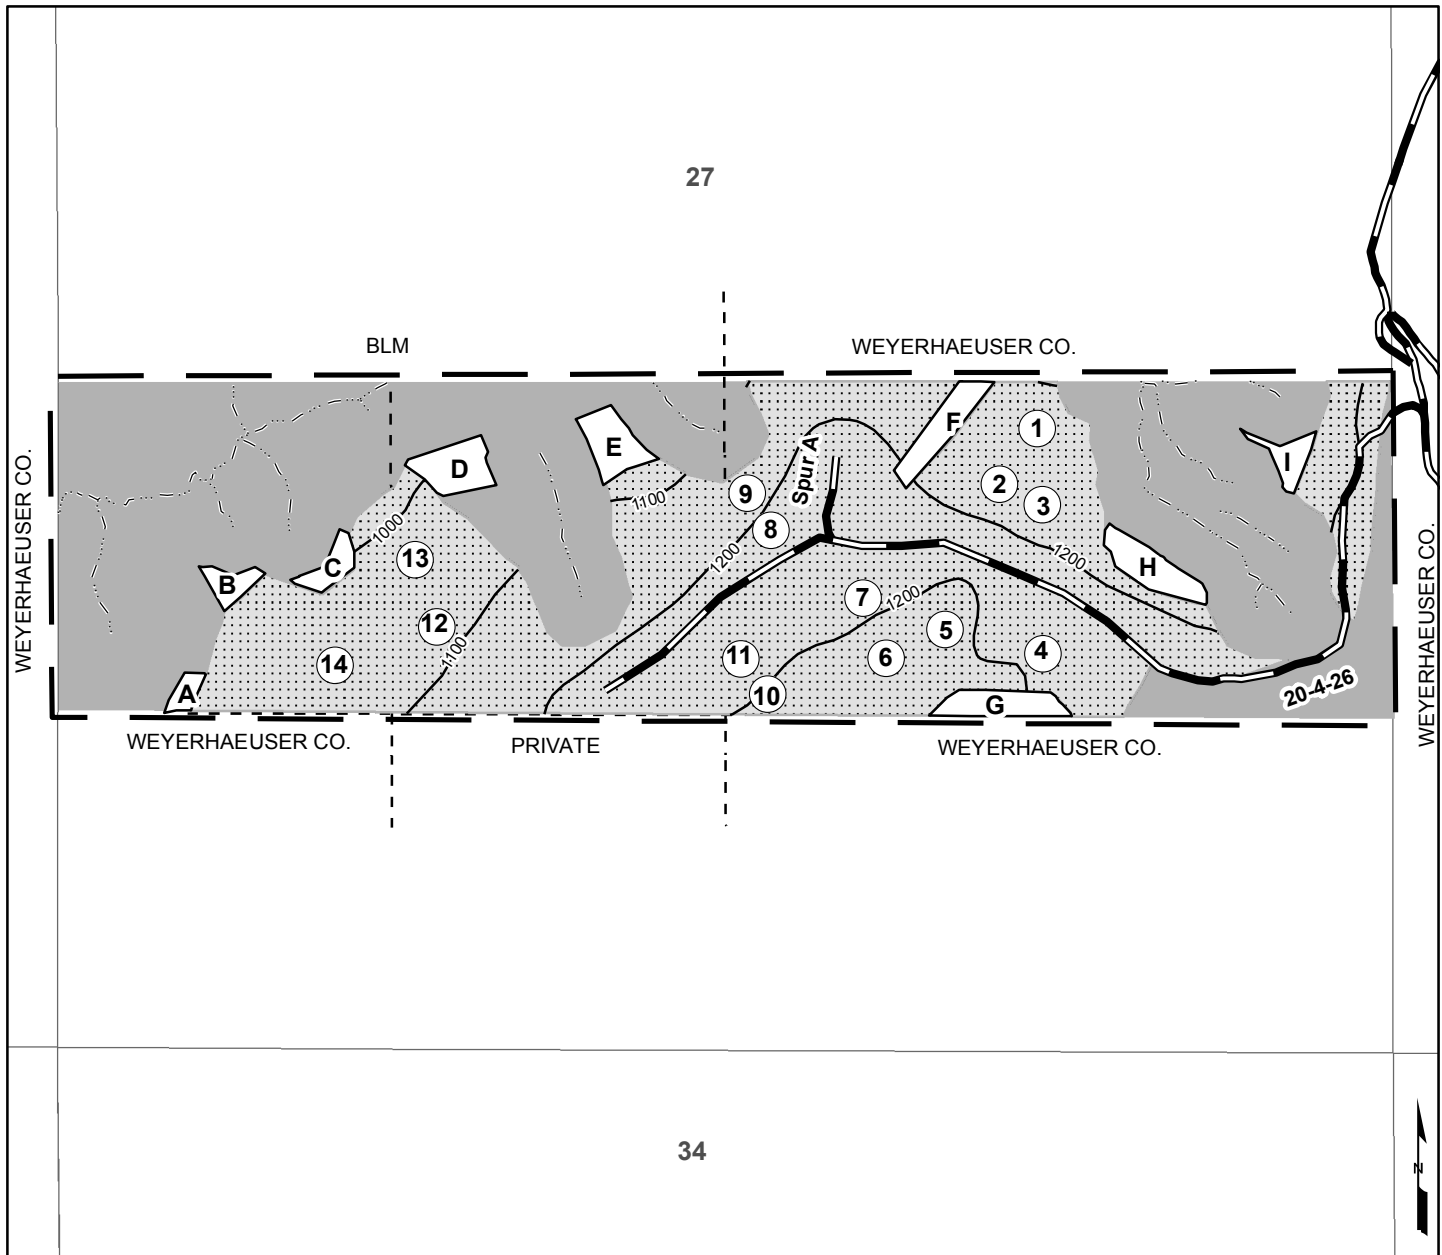 27
BLM
WEYERHAEUSER CO.
F
1
D
E
Spur A
I
2
9
3
1100
8
1000
13
C
1200
1200
H
WEYERHAEUSER CO.
WEYERHAEUSER CO.
B
7
1200
12
5
1100
11
6
4
14
10
A
G
20-4-26
WEYERHAEUSER CO.
PRIVATE
WEYERHAEUSER CO.
34
N